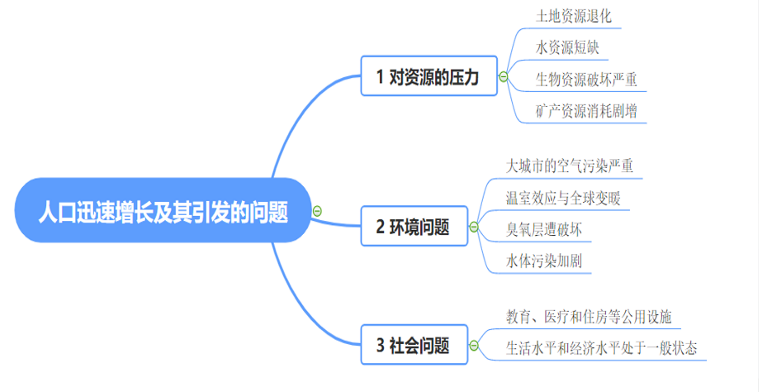 人口迅速增长及其引发的问题
1 对资源的压力
土地资源退化
水资源短缺
生物资源破坏严重
矿产资源消耗剧增
2 环境问题
大城市的空气污染严重
温室效应与全球变暖
臭氧层遭破坏
水体污染加剧
3 社会问题
教育、医疗和住房等公用设施
生活水平和经济水平处于一般状态